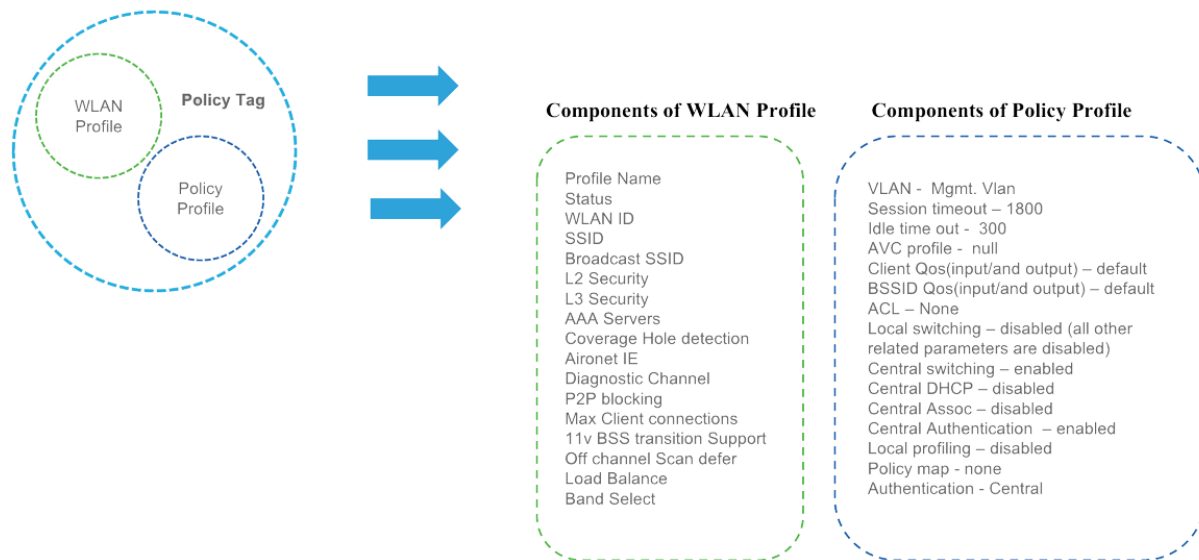 WLAN
Profile
Policy Tag
Policy
Profile
Components of WLAN Profile
Profile Name
Status
WLAN ID
SSID
Broadcast SSID
L2 Security
L3 Security
AAA Servers
Coverage Hole detection
Aironet IE
Diagnostic Channel
P2P blocking
Max Client connections
11v BSS transition Support
Off channel Scan defer
Load Balance
Band Select
Components of Policy Profile
VLAN -  Mgmt. Vlan
Session timeout – 1800
Idle time out -  300
AVC profile -  null
Client Qos(input/and output) – default
BSSID Qos(input/and output) – default
ACL – None
Local switching – disabled (all other
related parameters are disabled)
Central switching – enabled
Central DHCP – disabled
Central Assoc – disabled
Central Authentication  – enabled
Local profiling – disabled
Policy map - none
Authentication - Central